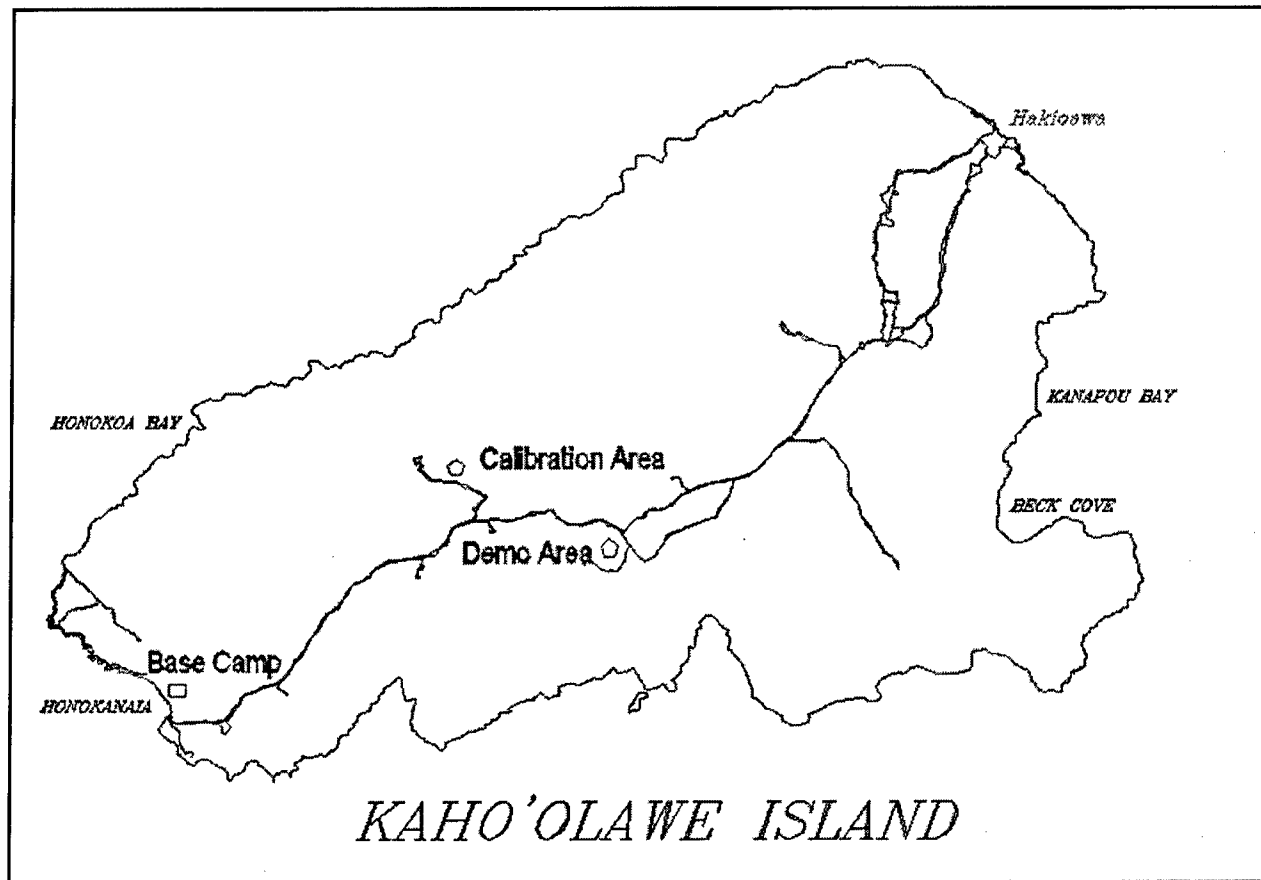 Hakioawa
HONOKOA BAY
KANAPOU BAY
Calibration Area
BECK COVE
Demo Area
Base Camp
HONOKANAIA
KAHO'OLAWE ISLAND